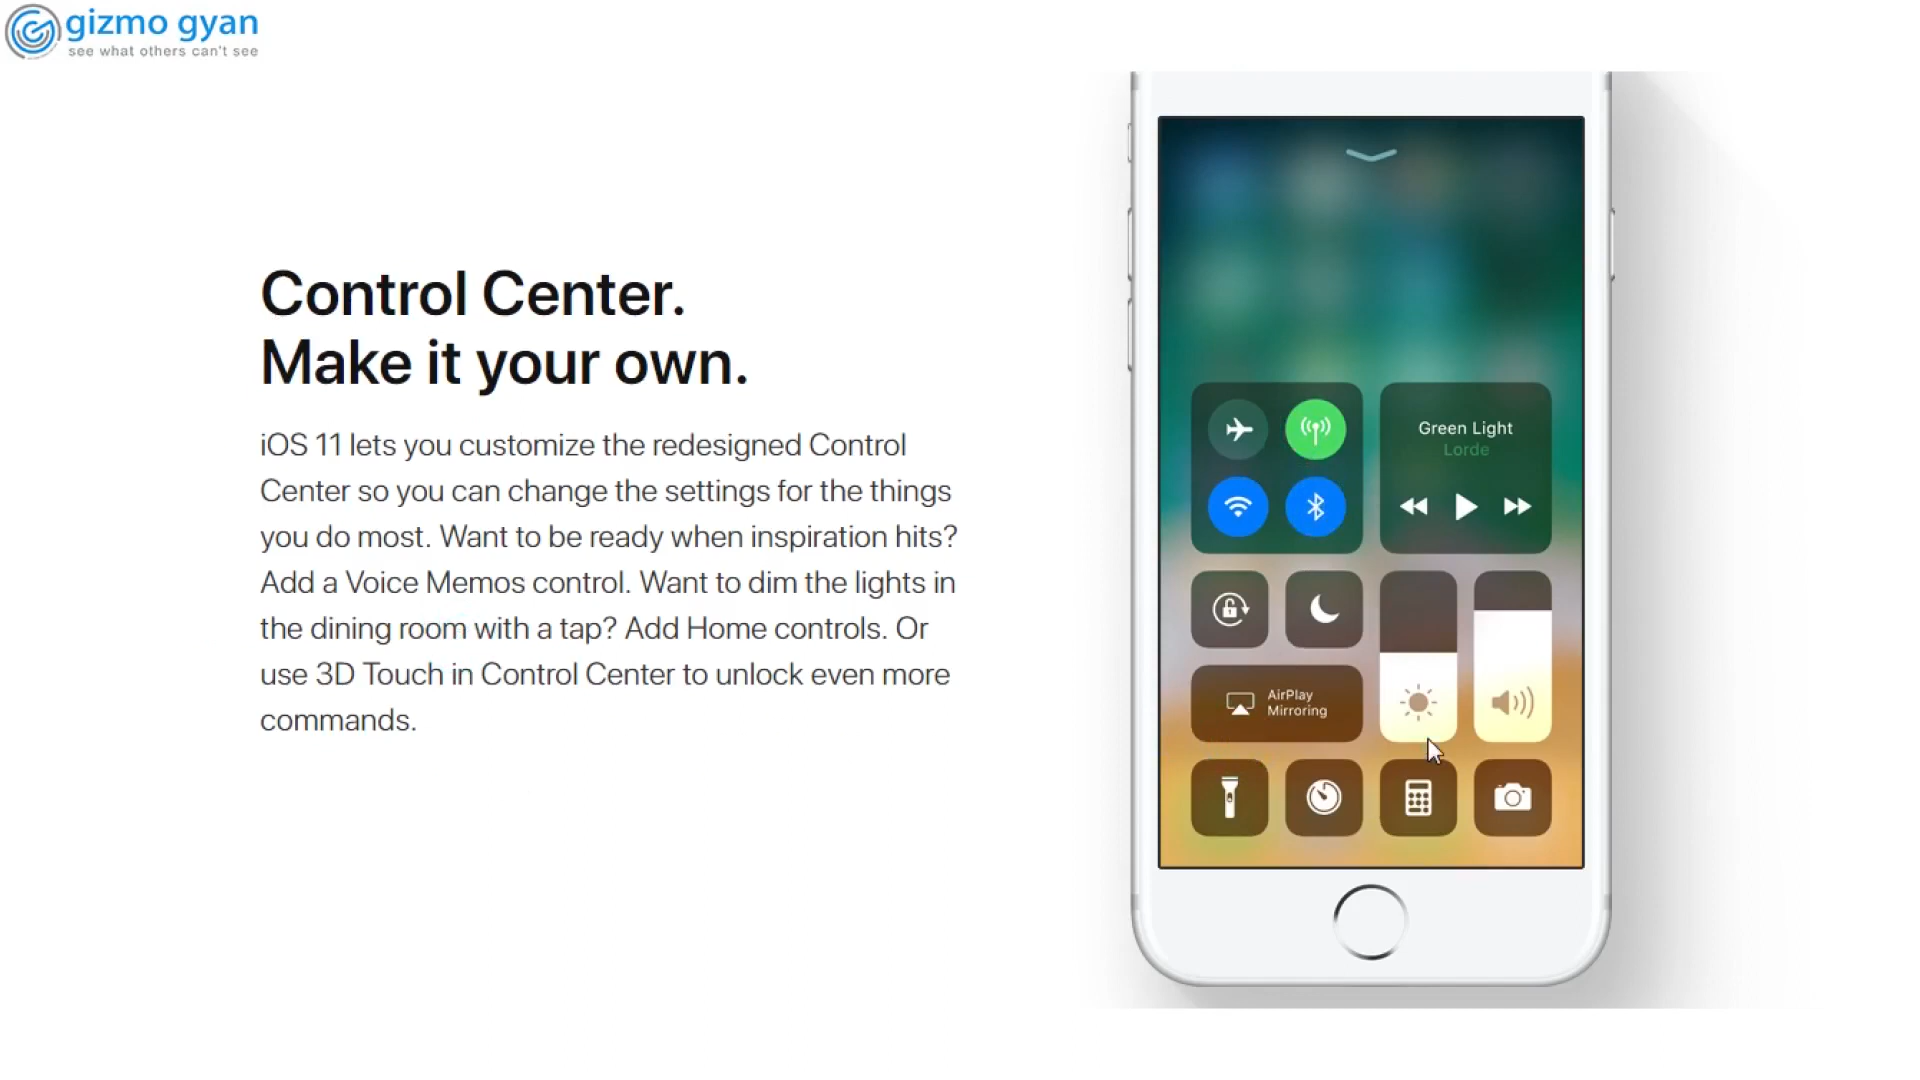 gizmo gyan
see what others can't see
Control Center.
Make it your own.
iOS 11 lets you customize the redesigned Control
Center so you can change the settings for the things
you do most. Want to be ready when inspiration hits?
Add a Voice Memos control. Want to dim the lights in
the dining room with a tap? Add Home controls. Or
use 3D Touch in Control Center to unlock even more
commands.
Green Light
Lorde
AirPlay
Mirroring